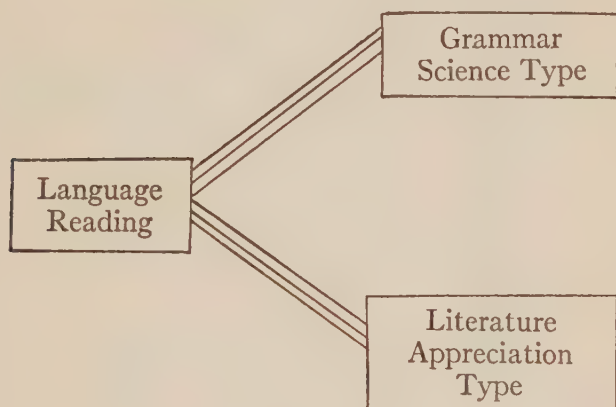 Grammar
Science Type
Language
Reading
Literature
Appreciation
Type